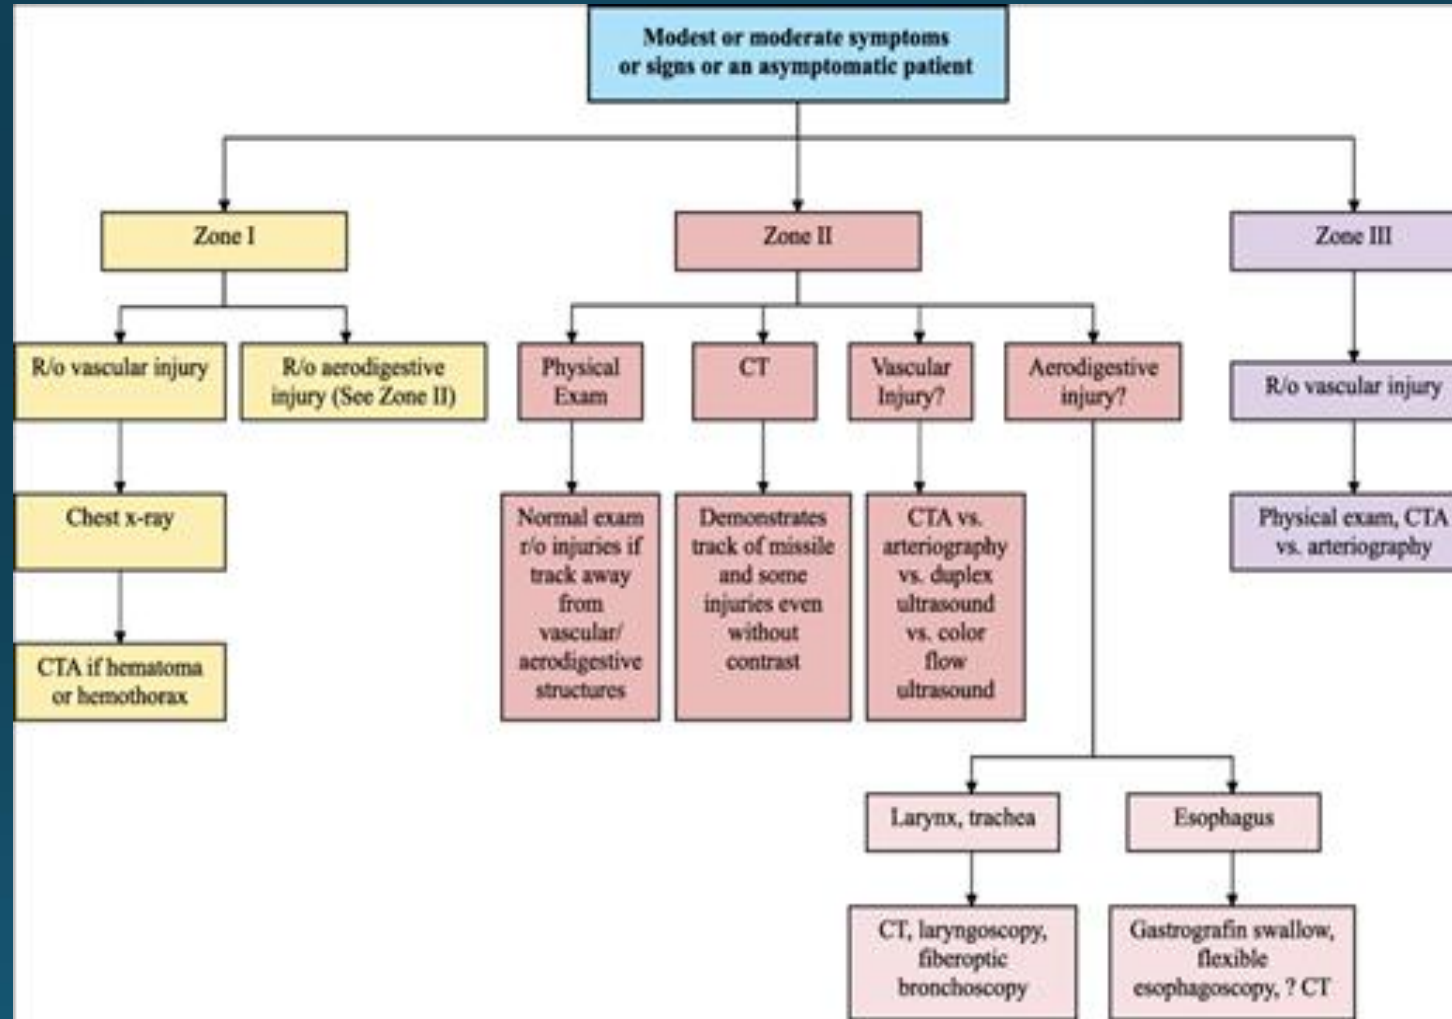 Modest or moderate symptoms
or signs or an asymptomatic patient
Zone I
Zone II
Zone III
R/o vascular injury
R/o aerodigestive
injury (See Zone II)
Physical
Exam
CT
Vascular
Injury?
Aerodigestive
injury?
R/o vascular injury
Chest x-ray
Normal exam
r/o injuries if
track away
from
vascular/
aerodigestive
structures
Demonstrates
track of missile
and some
injuries even
without
contrast
CTA vs.
arteriography
vs. duplex
ultrasound
vs. color
flow
ultrasound
Physical exam, CTA
vs. arteriography
CTA if hematoma
or hemothorax
Larynx, trachea
Esophagus
CT, laryngoscopy,
fiberoptic
bronchoscopy
Gastrografin swallow,
flexible
esophagoscopy, ? CT